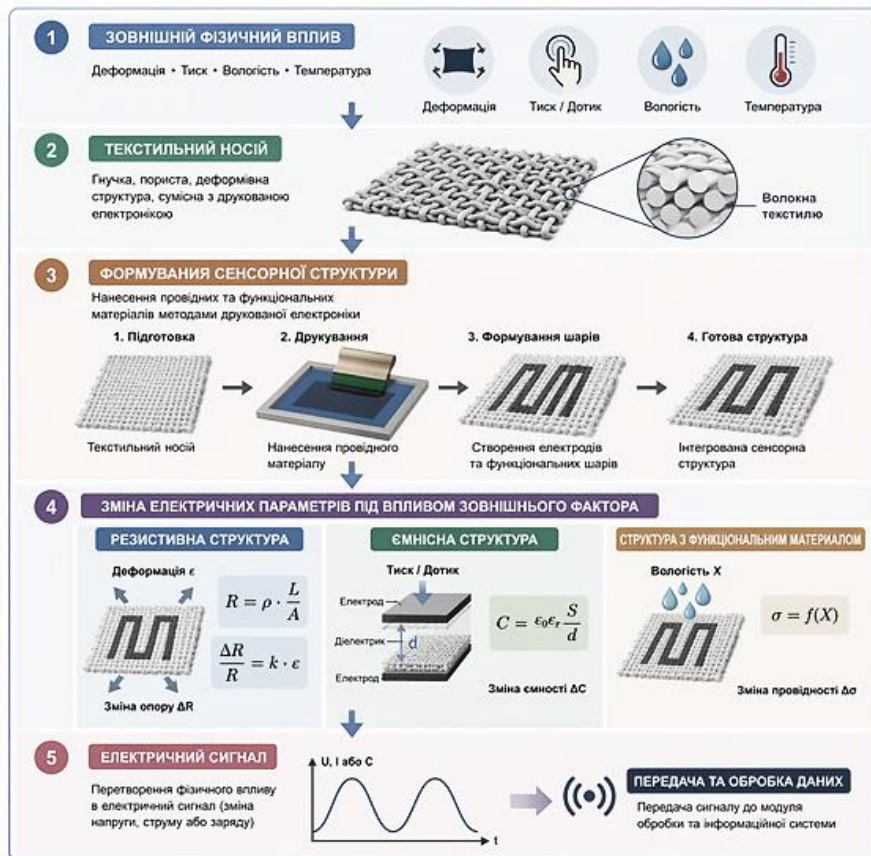 1 ЗОВНІШНІЙ ФІЗИЧНИЙ ВПЛИВ
Деформація • Тиск • Вологість • Температура
Деформація
Тиск / Дотик
Вологість
Температура
2 ТЕКСТИЛЬНИЙ НОСІЙ
Гнучка, пориста, деформівна
структура, сумісна з друкованою
електронікою
Волокна
текстилю
3 ФОРМУВАННЯ СЕНСОРНОЇ СТРУКТУРИ
Нанесення провідних та функціональних
матеріалів методами друкованої електроніки
1. Підготовка
2. Друкування
3. Формування шарів
4. Готова структура
Текстильний носій
Нанесення провідного
матеріалу
Створення електродів
та функціональних шарів
Інтегрована сенсорна
структура
4 ЗМІНА ЕЛЕКТРИЧНИХ ПАРАМЕТРІВ ПІД ВПЛИВОМ ЗОВНІШНЬОГО ФАКТОРА
РЕЗИСТИВНА СТРУКТУРА
Деформація ε
R = ρ · L/A
ΔR/R = k · ε
Зміна опору ΔR
ЄМНІСНА СТРУКТУРА
Тиск / Дотик
Електрод
Діелектрик
d
Електрод
C = ε₀εᵣ S/d
Зміна ємності ΔC
СТРУКТУРА З ФУНКЦІОНАЛЬНИМ МАТЕРІАЛОМ
Вологість X
σ = f(X)
Зміна провідності Δσ
5 ЕЛЕКТРИЧНИЙ СИГНАЛ
Перетворення фізичного впливу
в електричний сигнал (зміна
напруги, струму або заряду)
U, I або C
t
ПЕРЕДАЧА ТА ОБРОБКА ДАНИХ
Передача сигналу до модуля
обробки та інформаційної системи